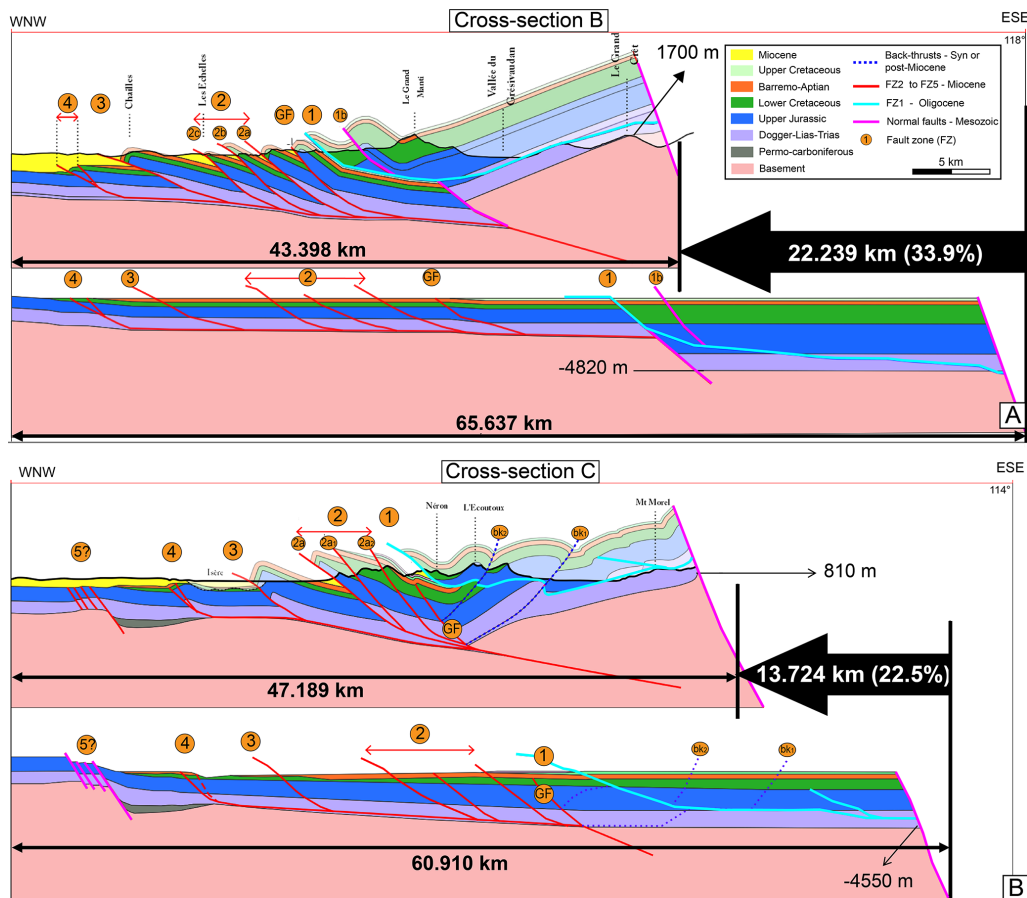 WNW
Cross-section B
ESE
118°
1700 m
Chailles
Les Echelles
Le Grand
Manti
Vallée du
Grésivaudan
Le Grand
Crêt
4
3
2
2c
2b
2a
GF
1
1b
Miocene
Upper Cretaceous
Barremo-Aptian
Lower Cretaceous
Upper Jurassic
Dogger-Lias-Trias
Permo-carboniferous
Basement
Back-thrusts - Syn or
post-Miocene
FZ2 to FZ5 - Miocene
FZ1 - Oligocene
Normal faults - Mesozoic
1
Fault zone (FZ)
5 km
43.398 km
22.239 km (33.9%)
4
3
2
GF
1
1b
-4820 m
65.637 km
A
WNW
Cross-section C
ESE
114°
Néron
L'Ecoutoux
Mt Morel
5?
4
3
Isère
2
2a
2a₁
2a₂
1
bk₂
bk₁
GF
810 m
47.189 km
13.724 km (22.5%)
5?
4
3
2
1
GF
bk₂
bk₁
60.910 km
-4550 m
B